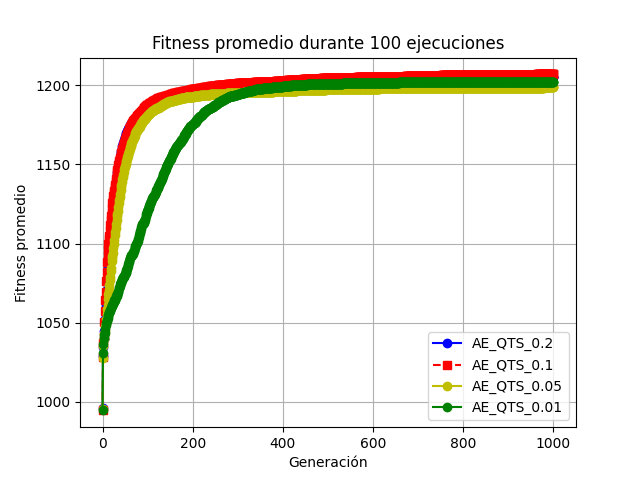 Fitness promedio durante 100 ejecuciones
Fitness promedio
1200
1150
1100
1050
1000
0
200
400
600
800
1000
Generación
AE_QTS_0.2
AE_QTS_0.1
AE_QTS_0.05
AE_QTS_0.01